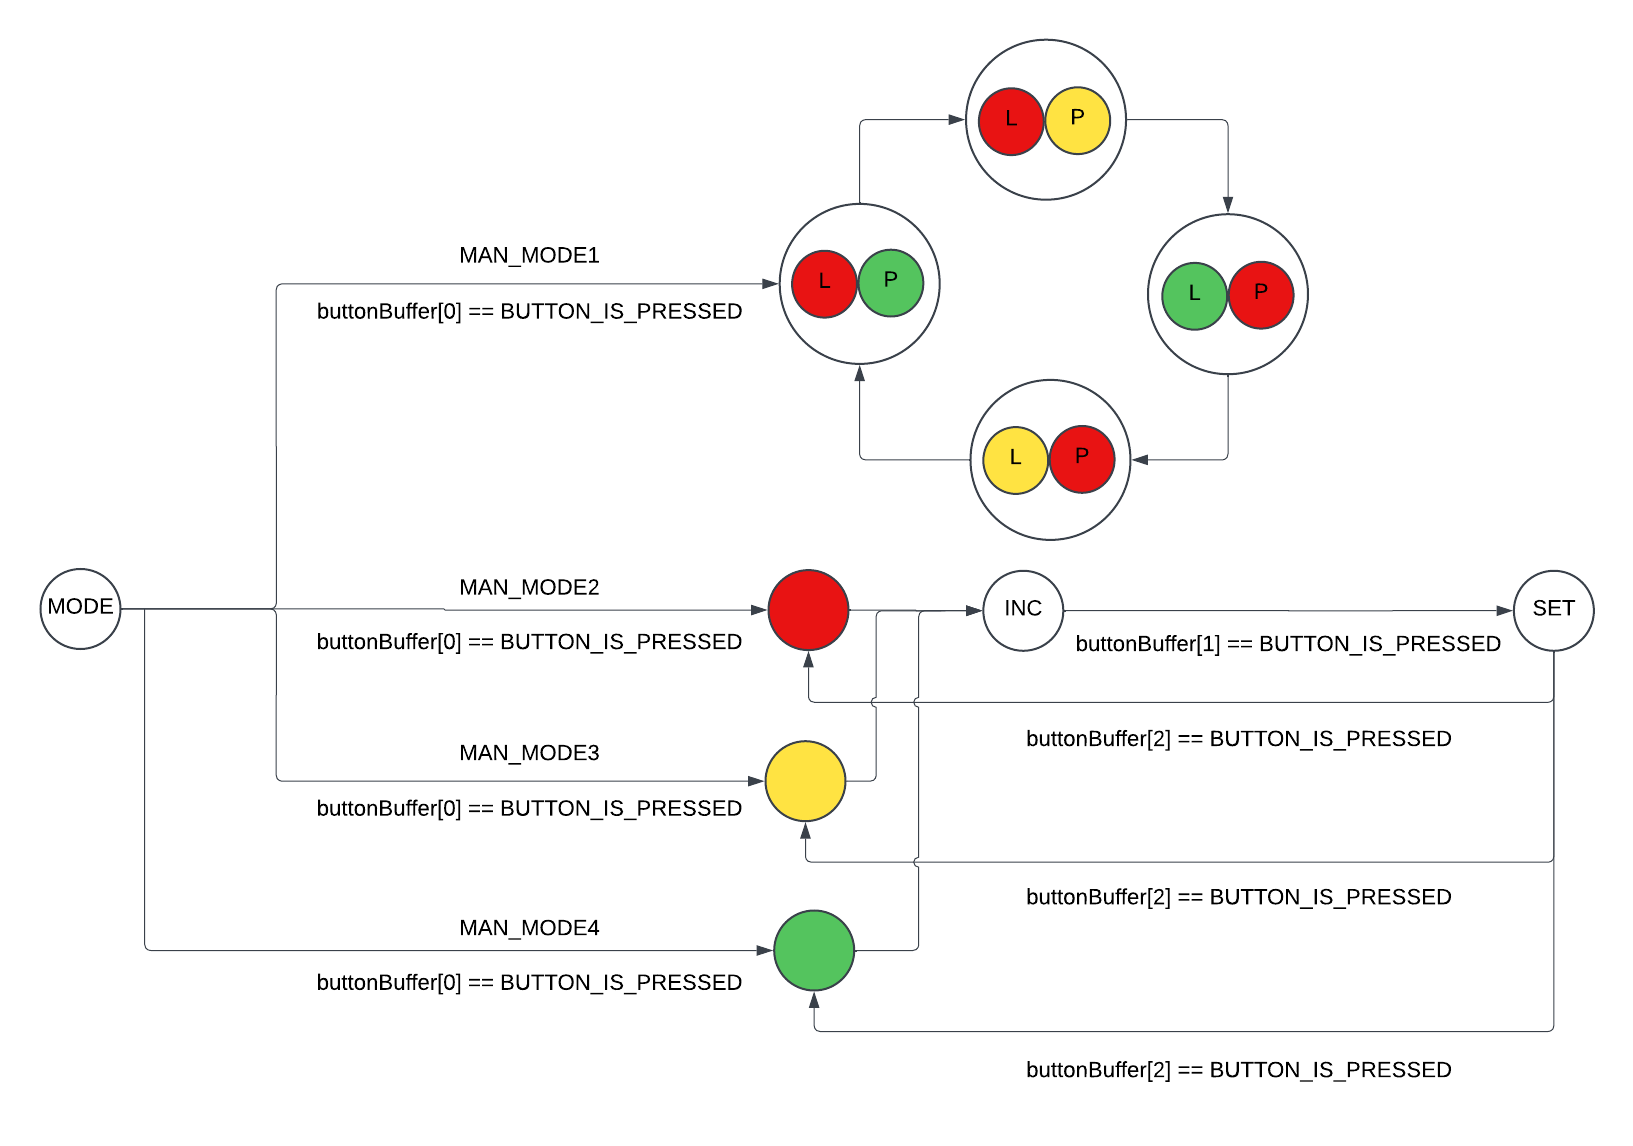 L P
MAN_MODE1
L P
L P
buttonBuffer[0] == BUTTON_IS_PRESSED
L P
MODE
MAN_MODE2
INC
SET
buttonBuffer[0] == BUTTON_IS_PRESSED
buttonBuffer[1] == BUTTON_IS_PRESSED
buttonBuffer[2] == BUTTON_IS_PRESSED
MAN_MODE3
buttonBuffer[0] == BUTTON_IS_PRESSED
buttonBuffer[2] == BUTTON_IS_PRESSED
MAN_MODE4
buttonBuffer[0] == BUTTON_IS_PRESSED
buttonBuffer[2] == BUTTON_IS_PRESSED